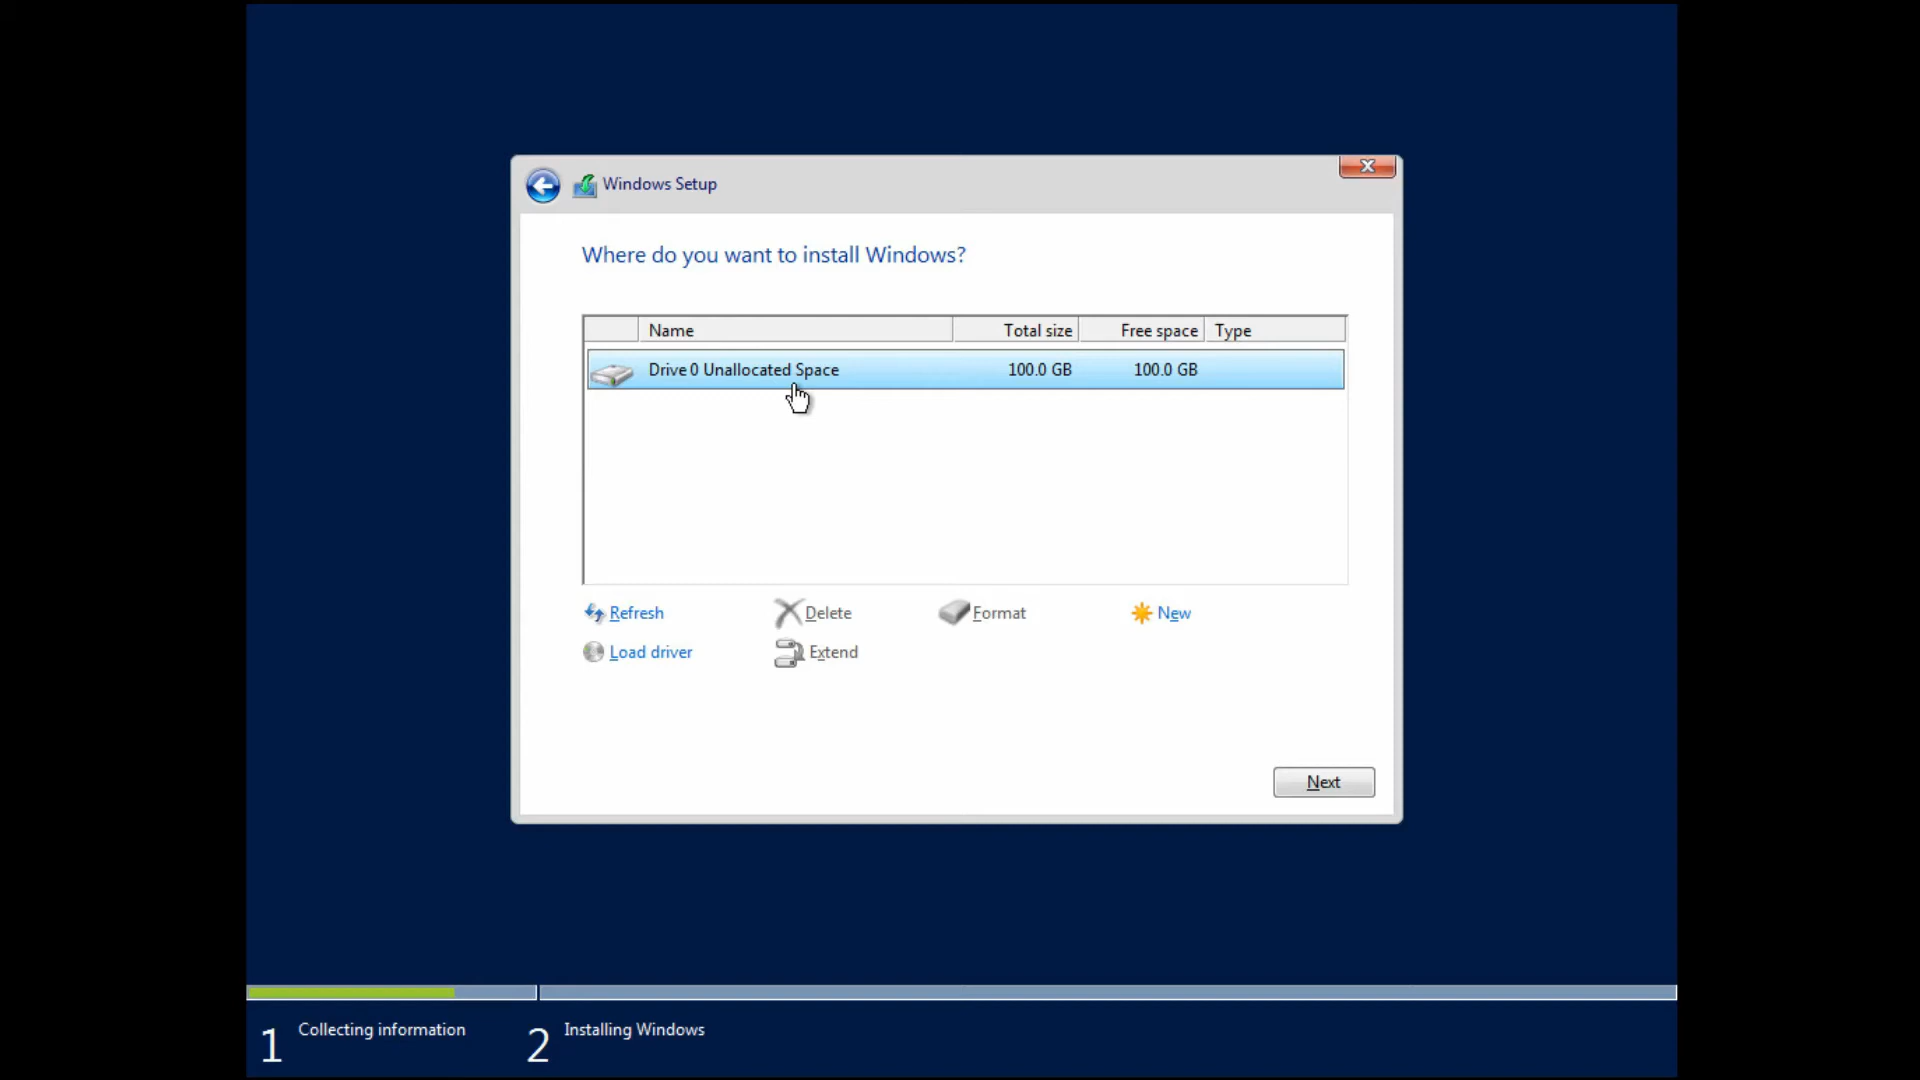 Windows Setup
Where do you want to install Windows?
Name Total size Free space Type
Drive 0 Unallocated Space 100.0 GB 100.0 GB
Refresh Delete Format New
Load driver Extend
Next
1 Collecting information 2 Installing Windows